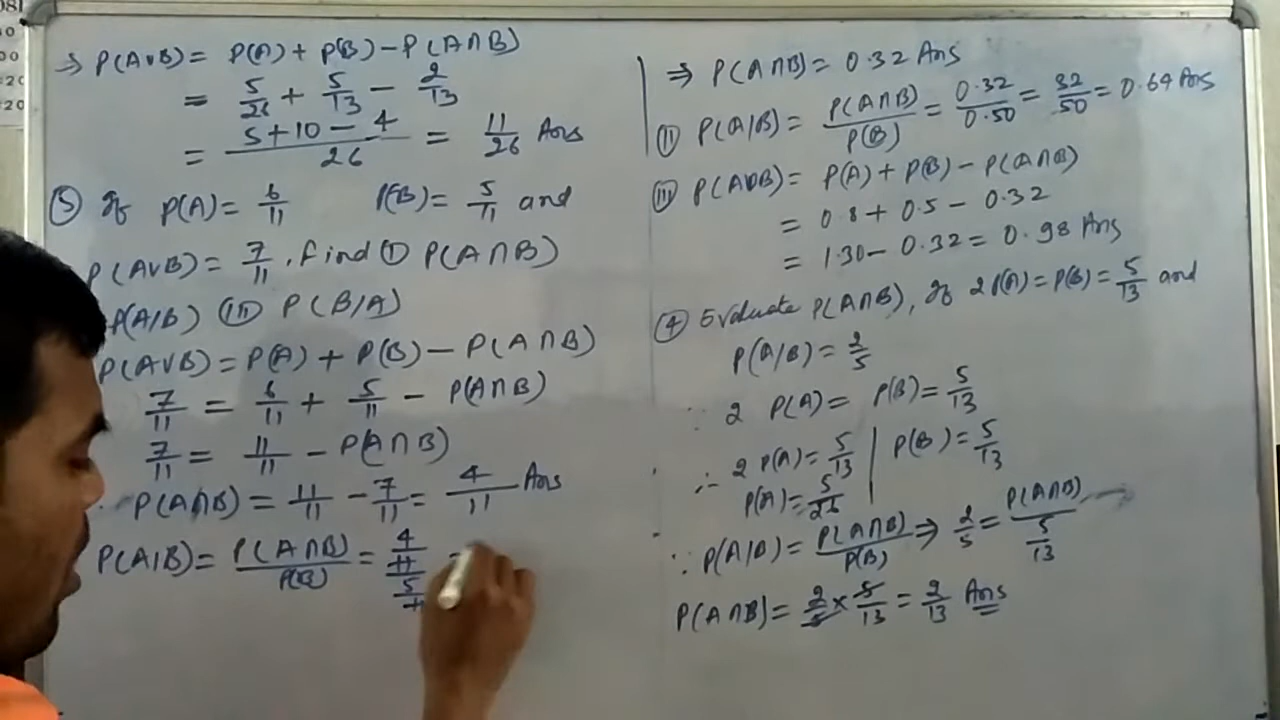 ⇒ P(A∪B) = P(A) + P(B) − P(A∩B)
= 5/26 + 5/13 − 2/13
= (5+10−4)/26 = 11/26 Ans
⑤ If P(A) = 6/11 P(B) = 5/11 and
P(A∪B) = 7/11, find ① P(A∩B)
P(A/B) (iii) P(B/A)
P(A∪B) = P(A) + P(B) − P(A∩B)
7/11 = 6/11 + 5/11 − P(A∩B)
7/11 = 11/11 − P(A∩B)
P(A∩B) = 11/11 − 7/11 = 4/11 Ans
P(A|B) = P(A∩B)/P(B) = 4/11 / 5/ =
⇒ P(A∩B) = 0.32 Ans
(ii) P(A|B) = P(A∩B)/P(B) = 0.32/0.50 = 32/50 = 0.64 Ans
(iii) P(A∪B) = P(A) + P(B) − P(A∩B)
= 0.8 + 0.5 − 0.32
= 1.30 − 0.32 = 0.98 Ans
④ Evaluate P(A∩B), If 2P(A) = P(B) = 5/13 and
P(A|B) = 2/5
∵ 2 P(A) = P(B) = 5/13
∴ 2 P(A) = 5/13 | P(B) = 5/13
P(A) = 5/26
∵ P(A|B) = P(A∩B)/P(B) ⇒ 2/5 = P(A∩B) / 5/13
P(A∩B) = 2/5 × 5/13 = 2/13 Ans